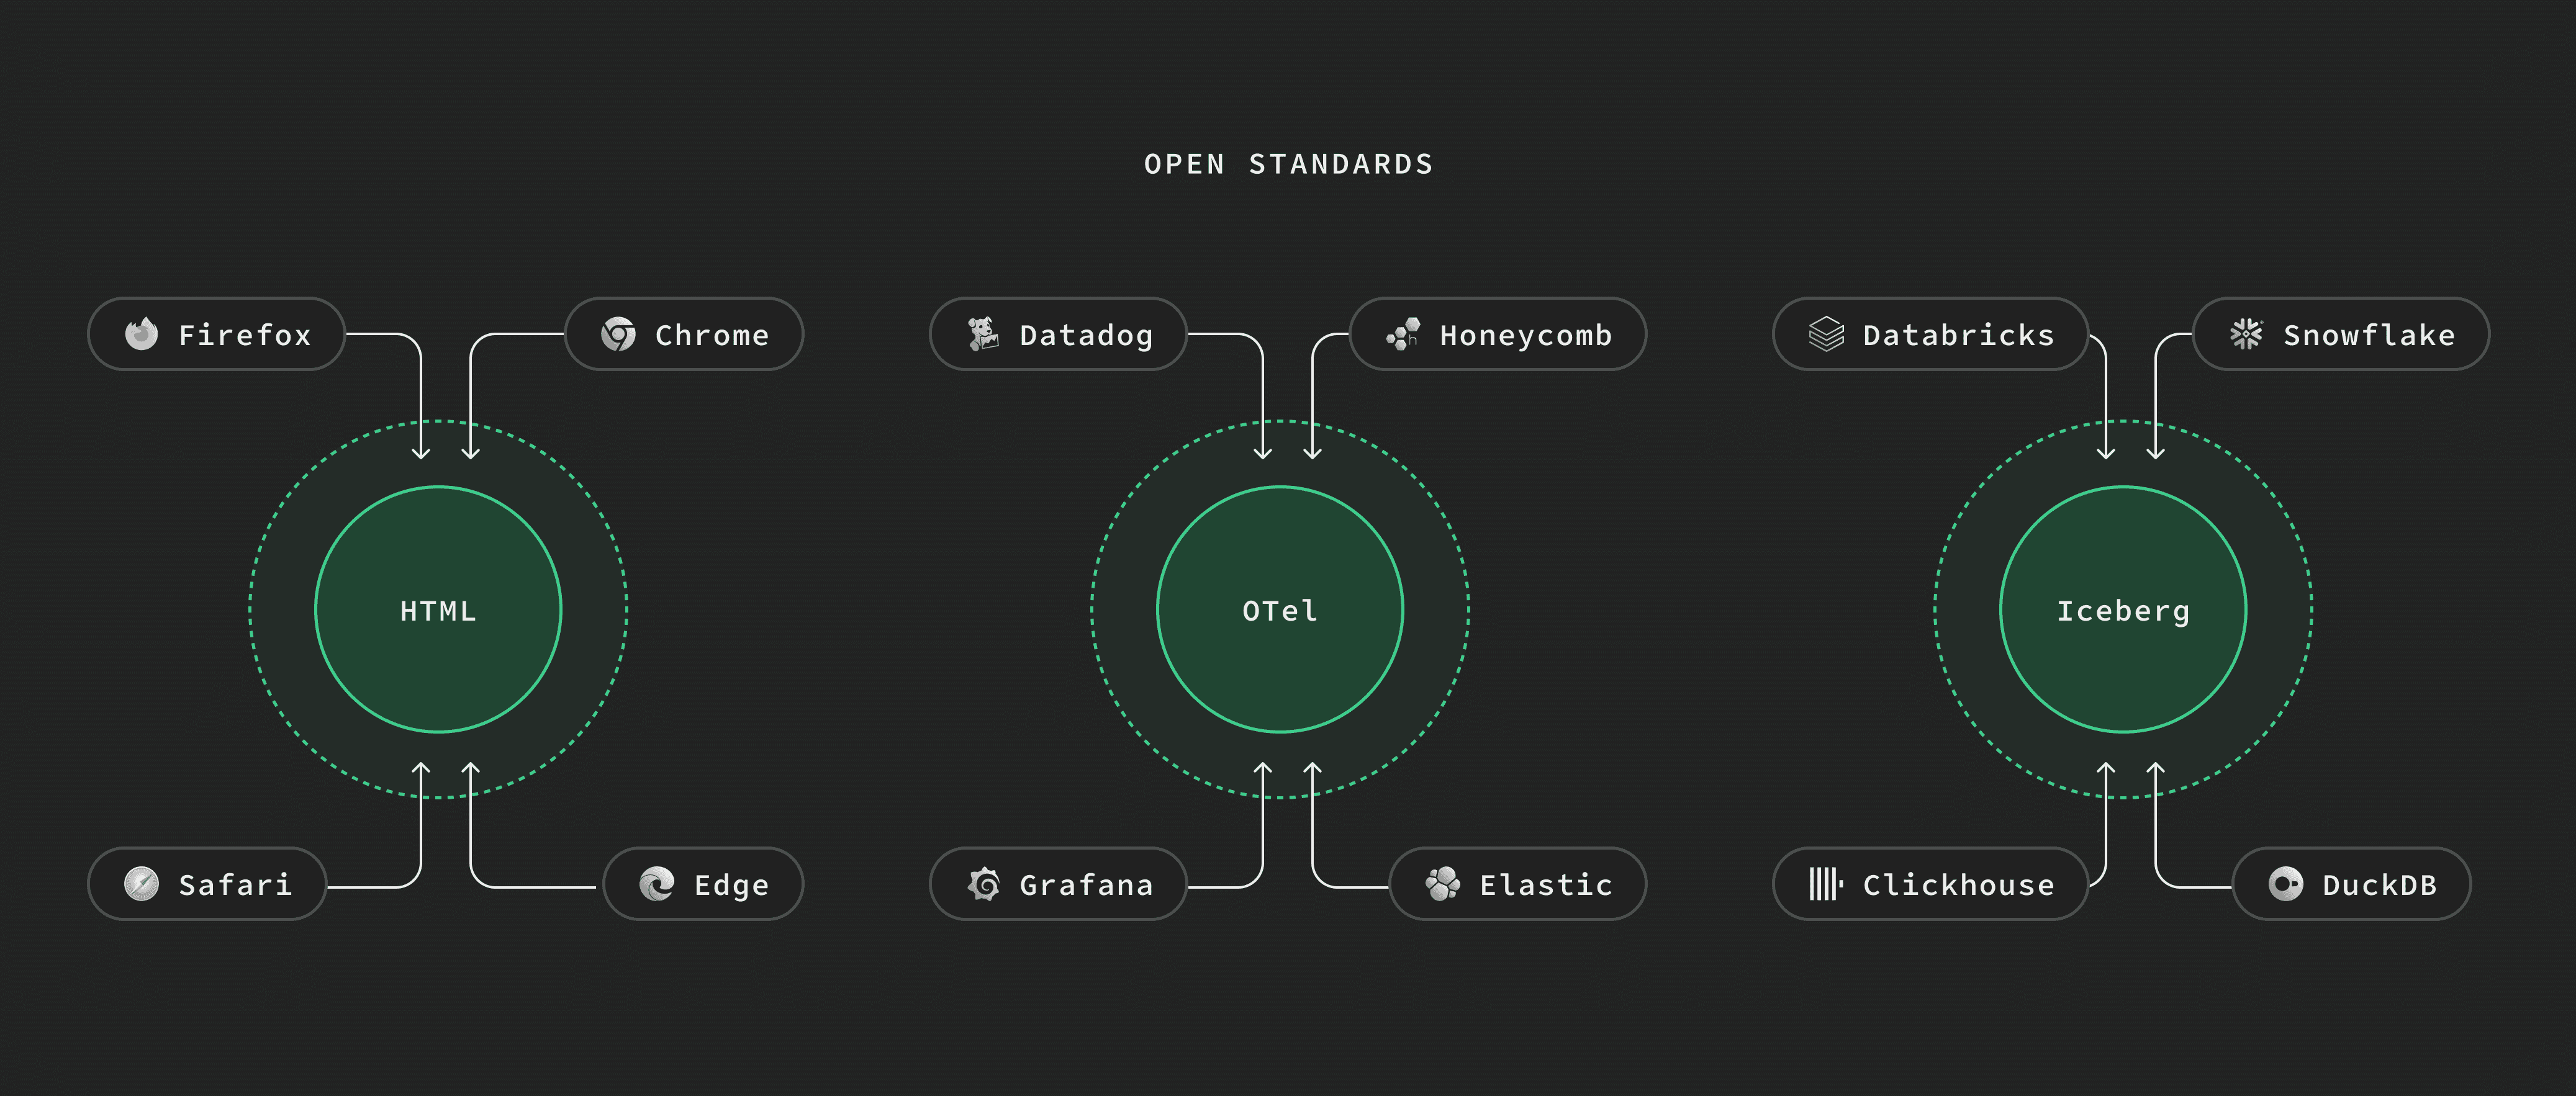 OPEN STANDARDS
Firefox
Chrome
Datadog
Honeycomb
Databricks
Snowflake
HTML
OTel
Iceberg
Safari
Edge
Grafana
Elastic
Clickhouse
DuckDB